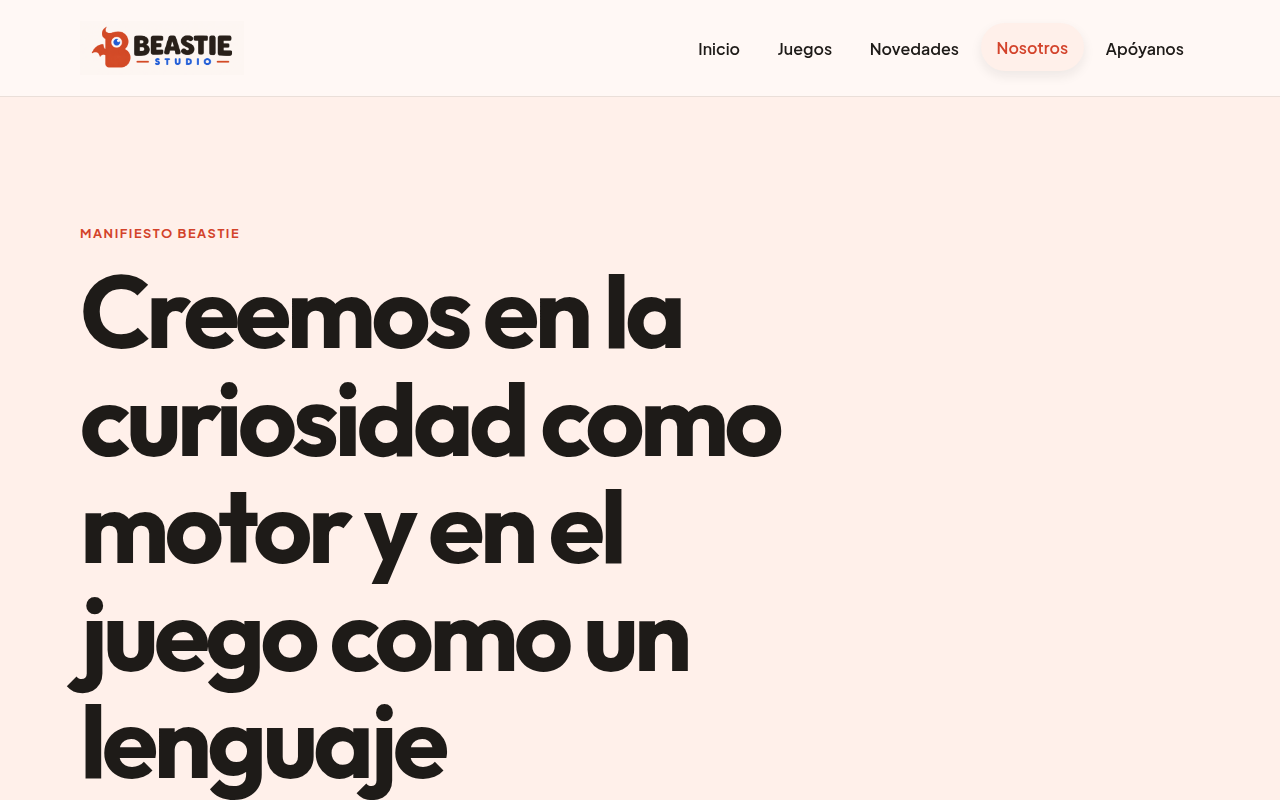 BEASTIE
STUDIO
Inicio Juegos Novedades Nosotros Apóyanos
MANIFIESTO BEASTIE
Creemos en la
curiosidad como
motor y en el
juego como un
lenguaje